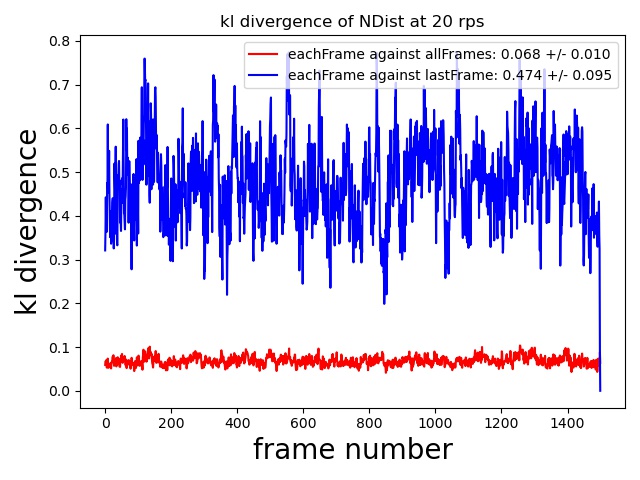 kl divergence of NDist at 20 rps
eachFrame against allFrames: 0.068 +/- 0.010
eachFrame against lastFrame: 0.474 +/- 0.095
kl divergence
0.8
0.7
0.6
0.5
0.4
0.3
0.2
0.1
0.0
0 200 400 600 800 1000 1200 1400
frame number